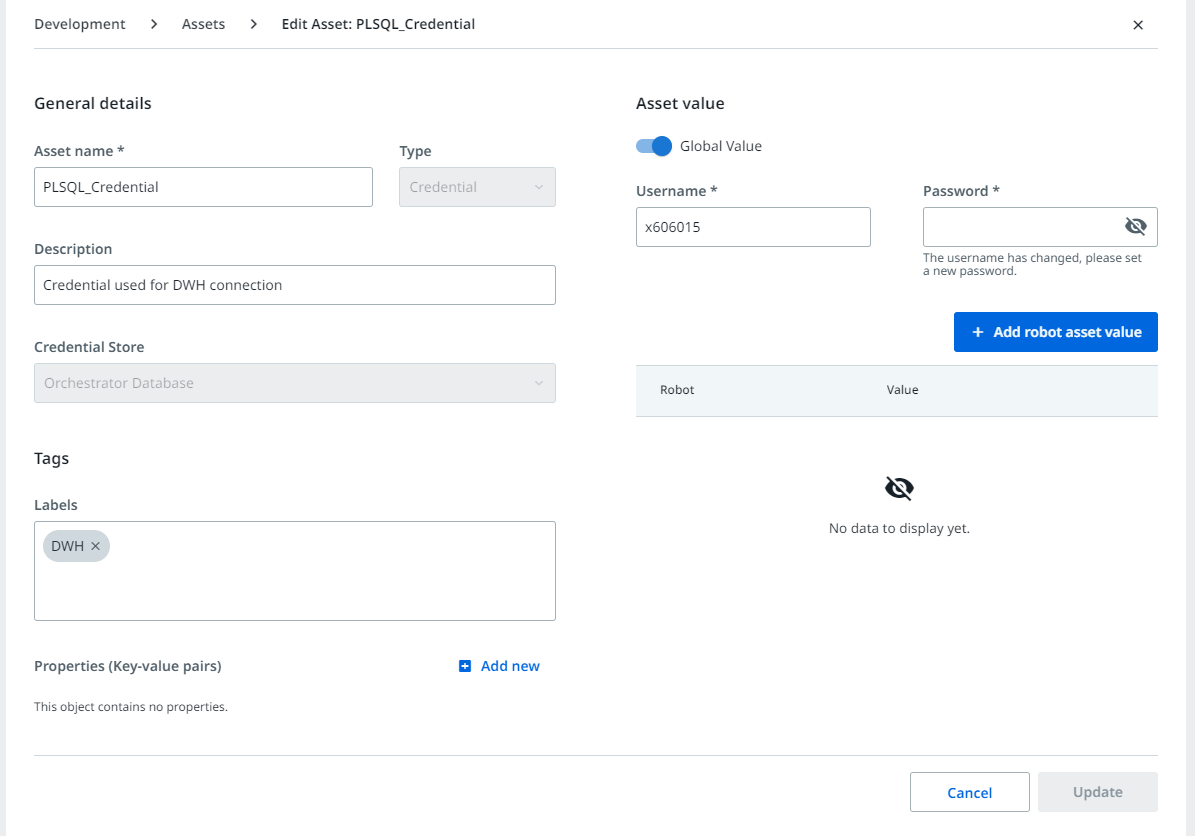 Development > Assets > Edit Asset: PLSQL_Credential
General details
Asset name *
Type
PLSQL_Credential
Credential
Description
Credential used for DWH connection
Credential Store
Orchestrator Database
Tags
Labels
DWH
Properties (Key-value pairs)
Add new
This object contains no properties.
Asset value
Global Value
Username *
Password *
x606015
The username has changed, please set
a new password.
+ Add robot asset value
Robot
Value
No data to display yet.
Cancel
Update